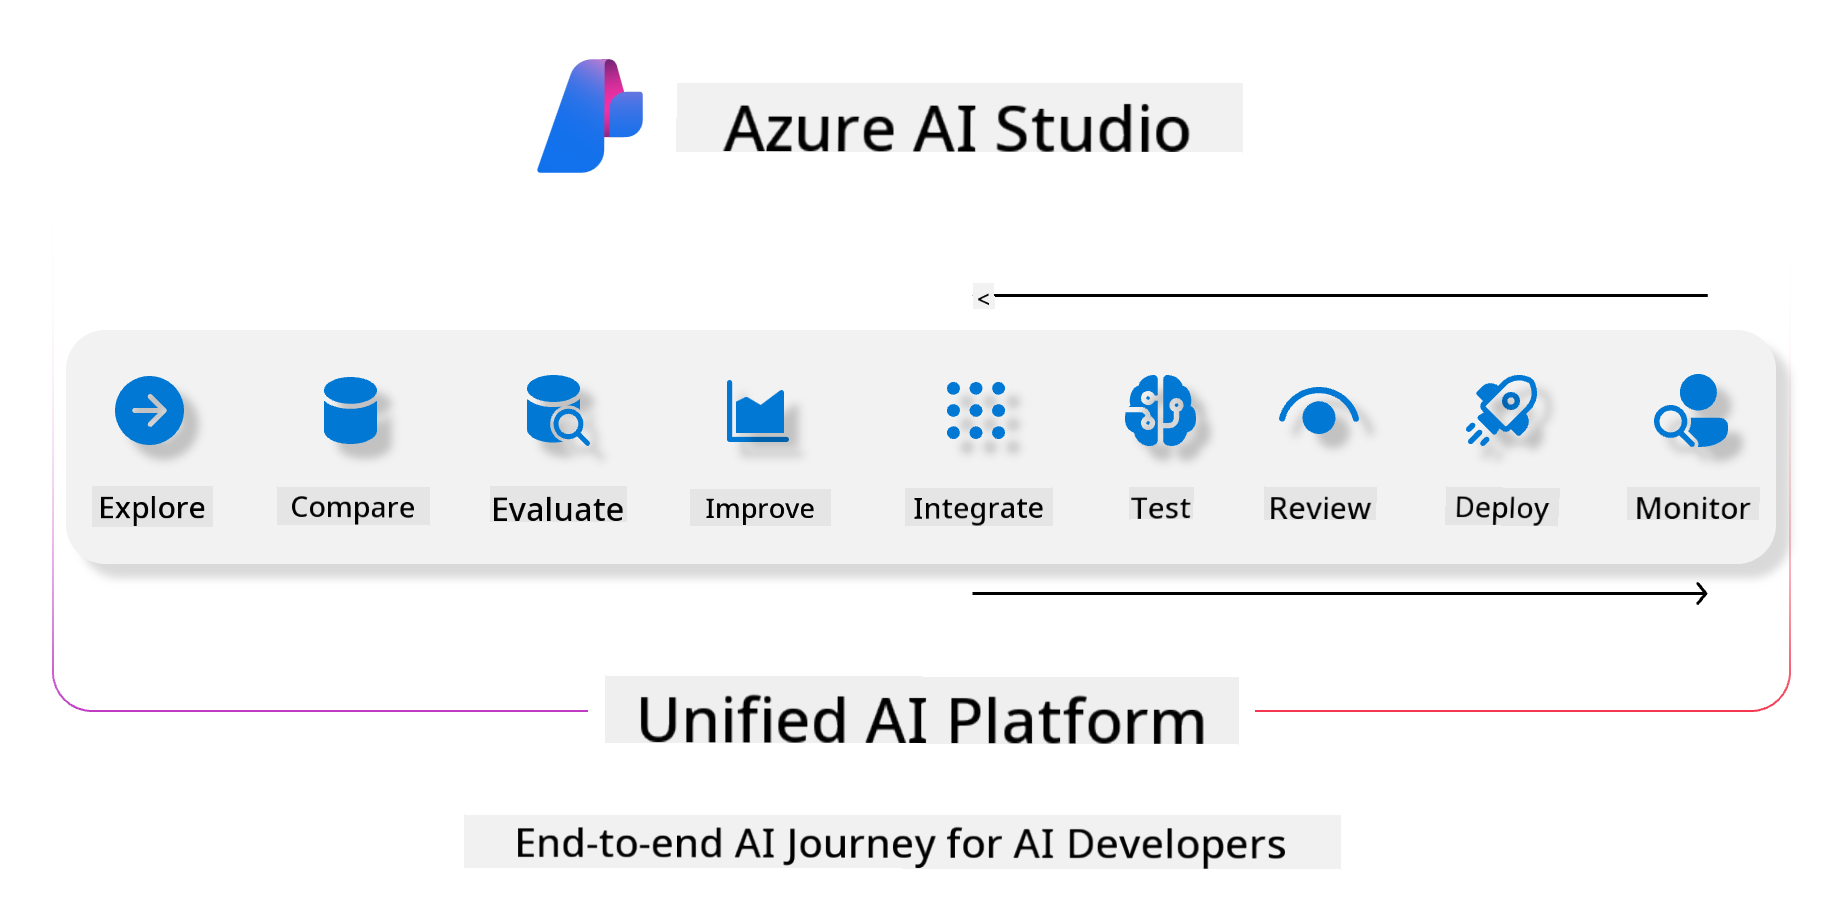 Azure AI Studio
<
Explore Compare Evaluate Improve Integrate Test Review Deploy Monitor
Unified AI Platform
End-to-end AI Journey for AI Developers